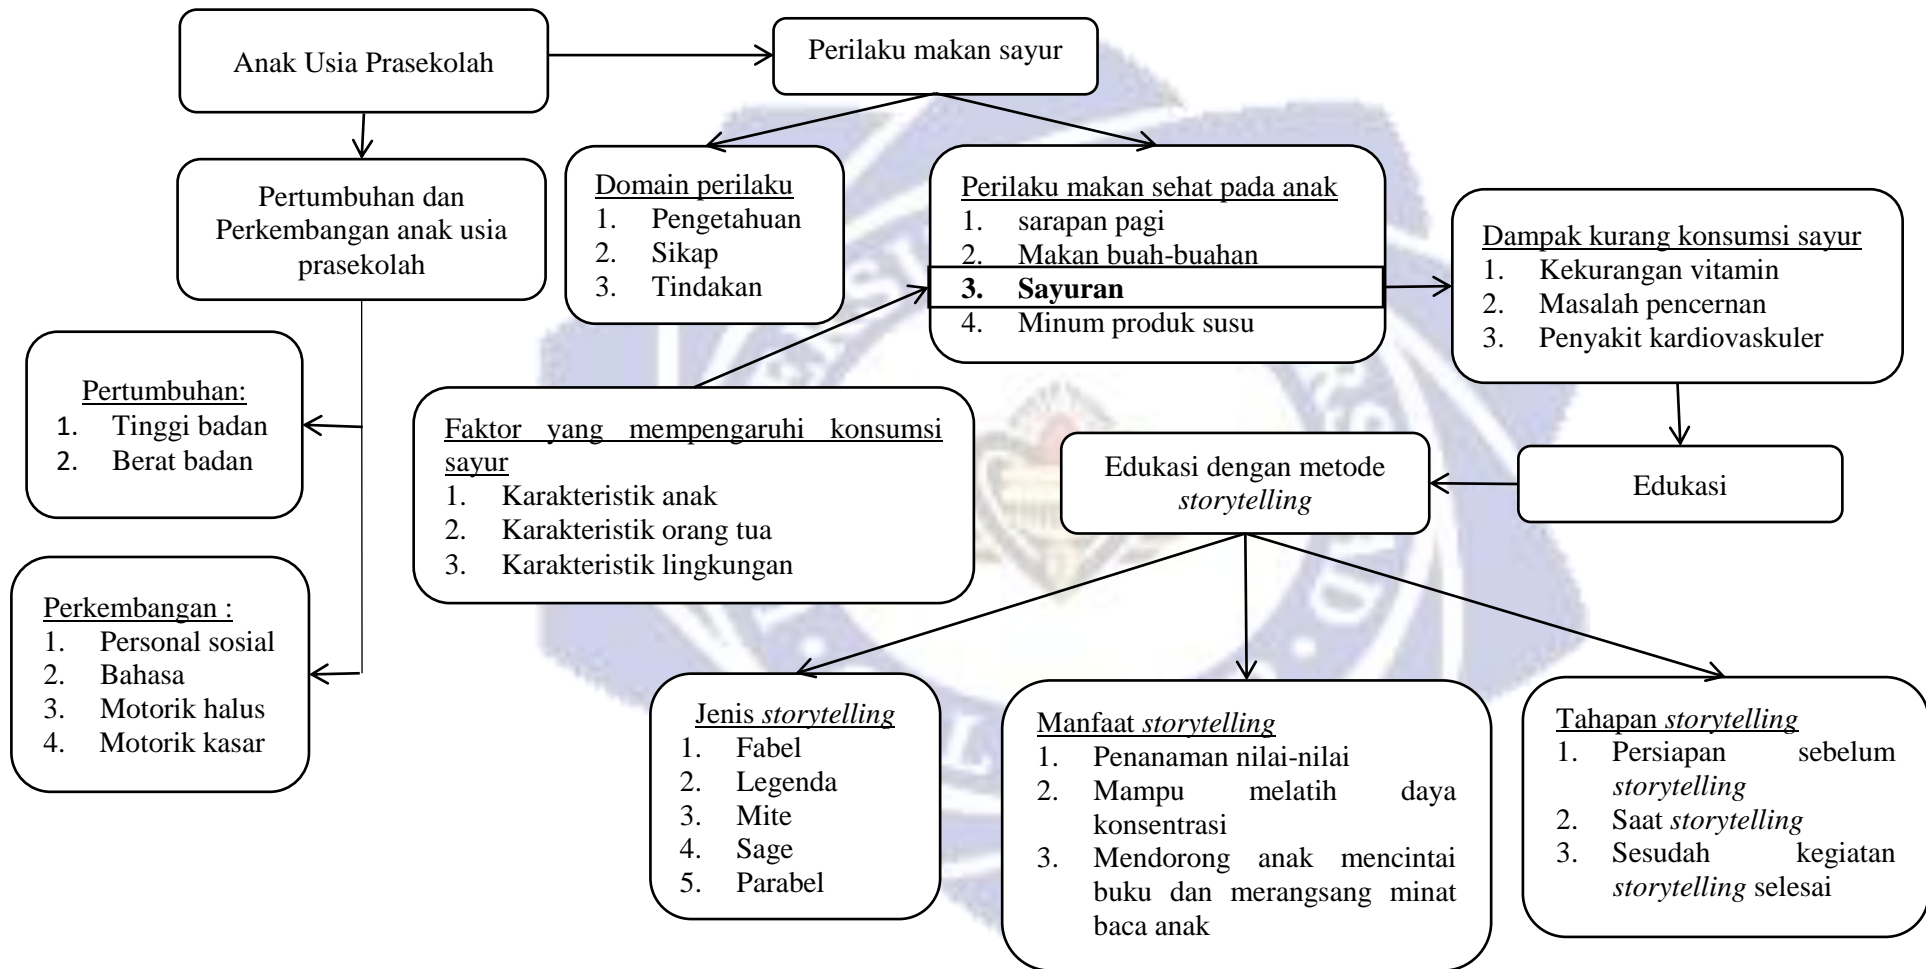 Anak Usia Prasekolah
Perilaku makan sayur
Pertumbuhan dan
Perkembangan anak usia
prasekolah
Domain perilaku
1. Pengetahuan
2. Sikap
3. Tindakan
Perilaku makan sehat pada anak
1. sarapan pagi
2. Makan buah-buahan
3. Sayuran
4. Minum produk susu
Dampak kurang konsumsi sayur
1. Kekurangan vitamin
2. Masalah pencernan
3. Penyakit kardiovaskuler
Pertumbuhan:
1. Tinggi badan
2. Berat badan
Faktor yang mempengaruhi konsumsi
sayur
1. Karakteristik anak
2. Karakteristik orang tua
3. Karakteristik lingkungan
Edukasi dengan metode
storytelling
Edukasi
Perkembangan :
1. Personal sosial
2. Bahasa
3. Motorik halus
4. Motorik kasar
Jenis storytelling
1. Fabel
2. Legenda
3. Mite
4. Sage
5. Parabel
Manfaat storytelling
1. Penanaman nilai-nilai
2. Mampu melatih daya
konsentrasi
3. Mendorong anak mencintai
buku dan merangsang minat
baca anak
Tahapan storytelling
1. Persiapan sebelum
storytelling
2. Saat storytelling
3. Sesudah kegiatan
storytelling selesai